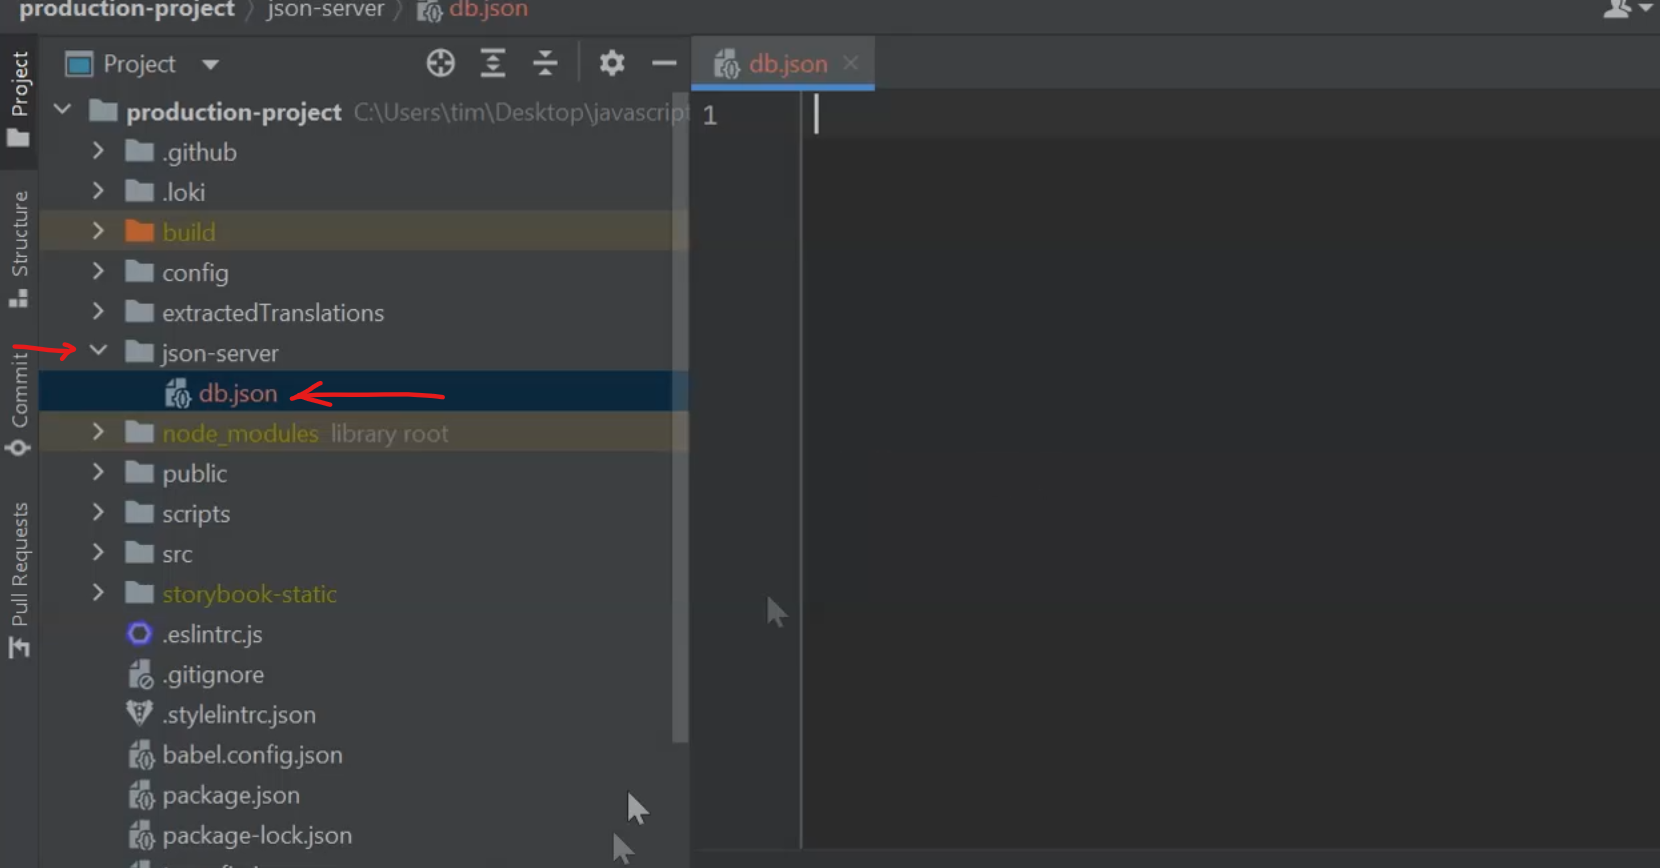 production-project json-server db.json
Project
db.json
Project
Structure
Commit
Pull Requests
production-project C:\Users\tim\Desktop\javascript
.github
.loki
build
config
extractedTranslations
json-server
db.json
node_modules library root
public
scripts
src
storybook-static
.eslintrc.js
.gitignore
.stylelintrc.json
babel.config.json
package.json
package-lock.json
1